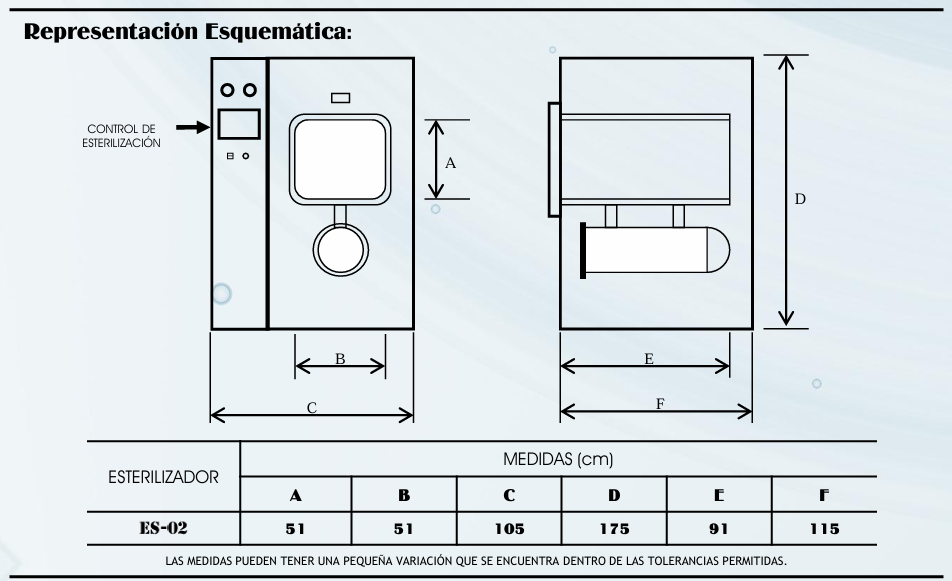 Representación Esquemática:
CONTROL DE
ESTERILIZACIÓN
A
D
B
E
C
F
ESTERILIZADOR
MEDIDAS (cm)
A B C D E F
ES-02 51 51 105 175 91 115
LAS MEDIDAS PUEDEN TENER UNA PEQUEÑA VARIACIÓN QUE SE ENCUENTRA DENTRO DE LAS TOLERANCIAS PERMITIDAS.